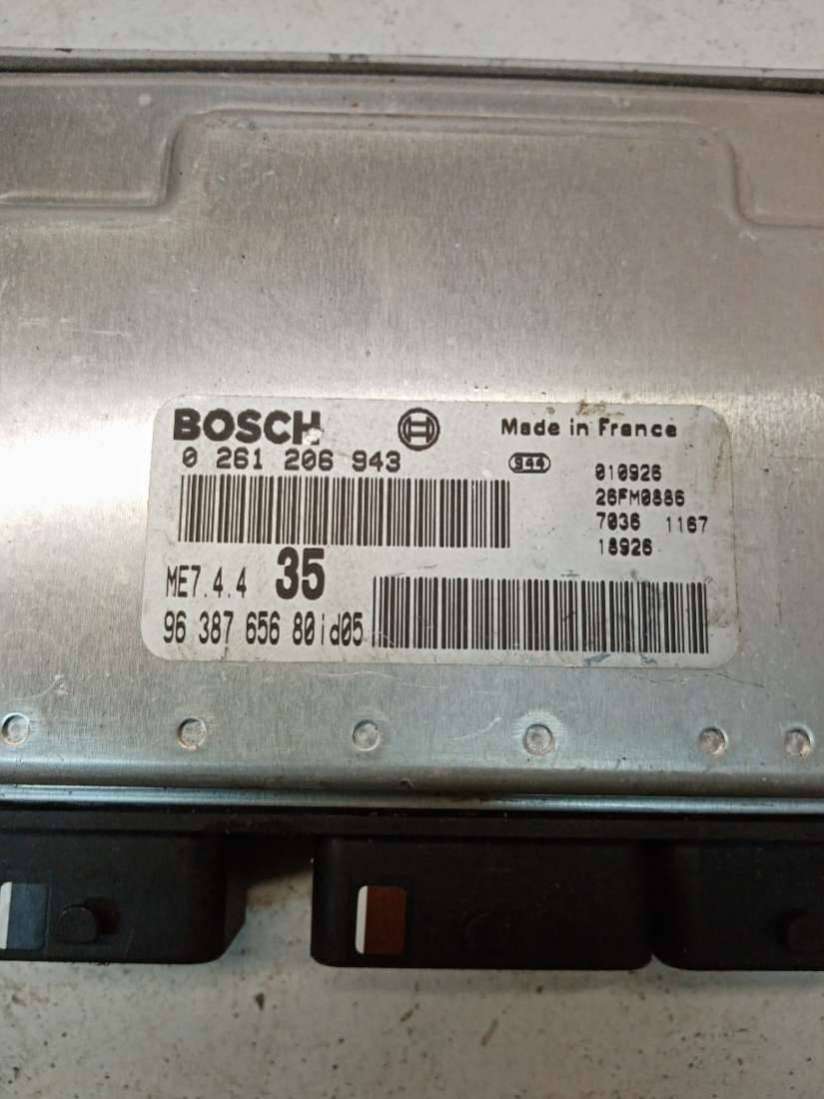 BOSCH
Made in France
0 261 206 943
944
010926
26FM0886
7036 1167
18926
ME7.4.4 35
96 387 656 80id05